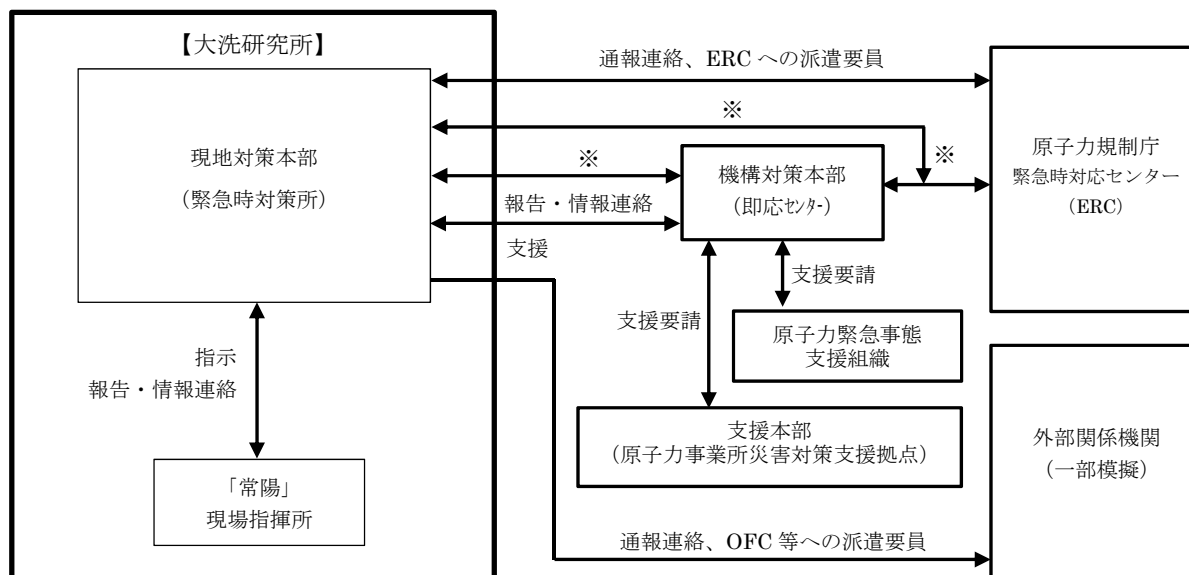 【大洗研究所】
現地対策本部
(緊急時対策所)
指示
報告・情報連絡
「常陽」
現場指揮所
通報連絡、ERC への派遣要員
※
※
※
報告・情報連絡
支援
機構対策本部
(即応ｾﾝﾀｰ)
支援要請
支援要請
原子力緊急事態
支援組織
支援本部
(原子力事業所災害対策支援拠点)
原子力規制庁
緊急時対応センター
(ERC)
外部関係機関
(一部模擬)
通報連絡、OFC 等への派遣要員